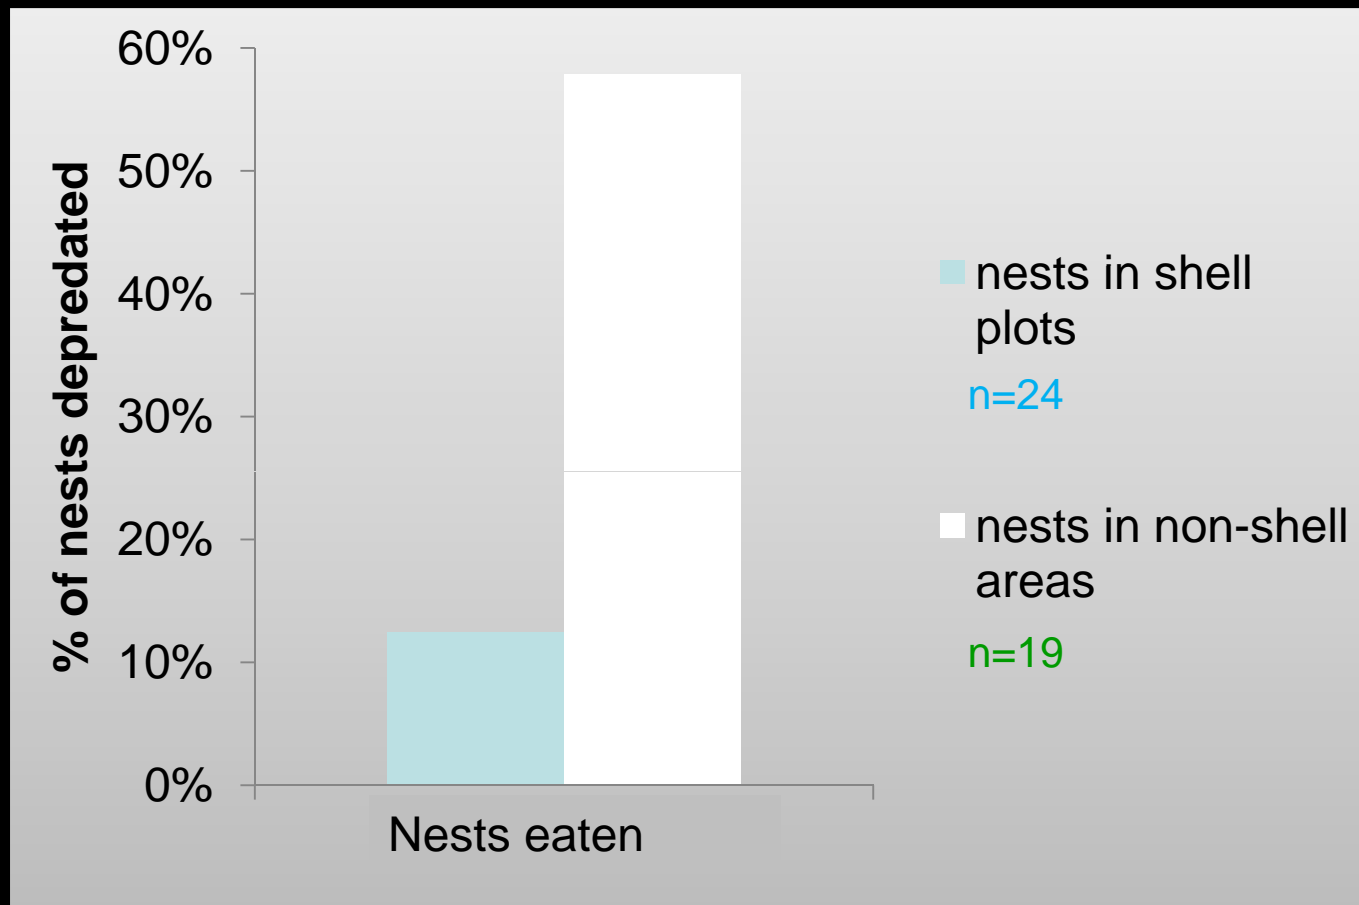 60%
50%
40%
30%
20%
10%
0%
% of nests depredated
Nests eaten
nests in shell
plots
n=24
nests in non-shell
areas
n=19